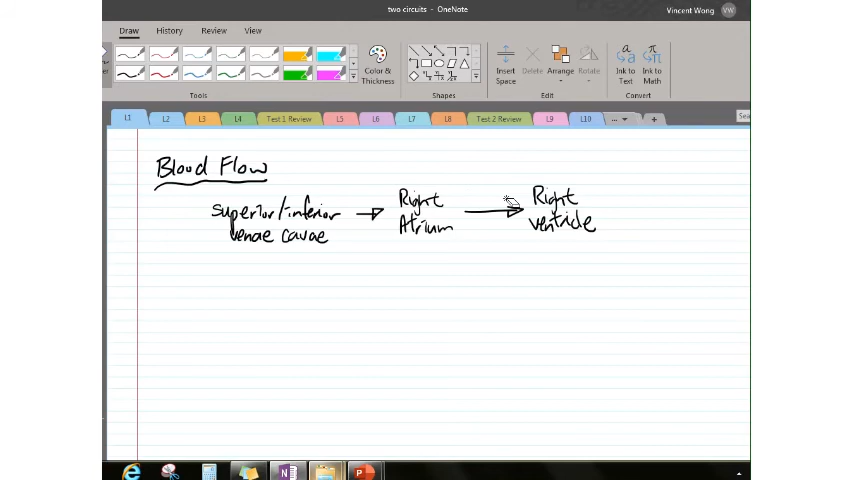 two circuits - OneNote
Vincent Wong VW
Draw History Review View
Color &
Thickness
Insert
Space
Delete Arrange Rotate
Ink to
Text
Ink to
Math
Tools Shapes Edit Convert
L1 L2 L3 L4 Test 1 Review L5 L6 L7 L8 Test 2 Review L9 L10 ... + Sea
Blood Flow
superior/inferior
venae cavae
Right
Atrium
Right
ventricle